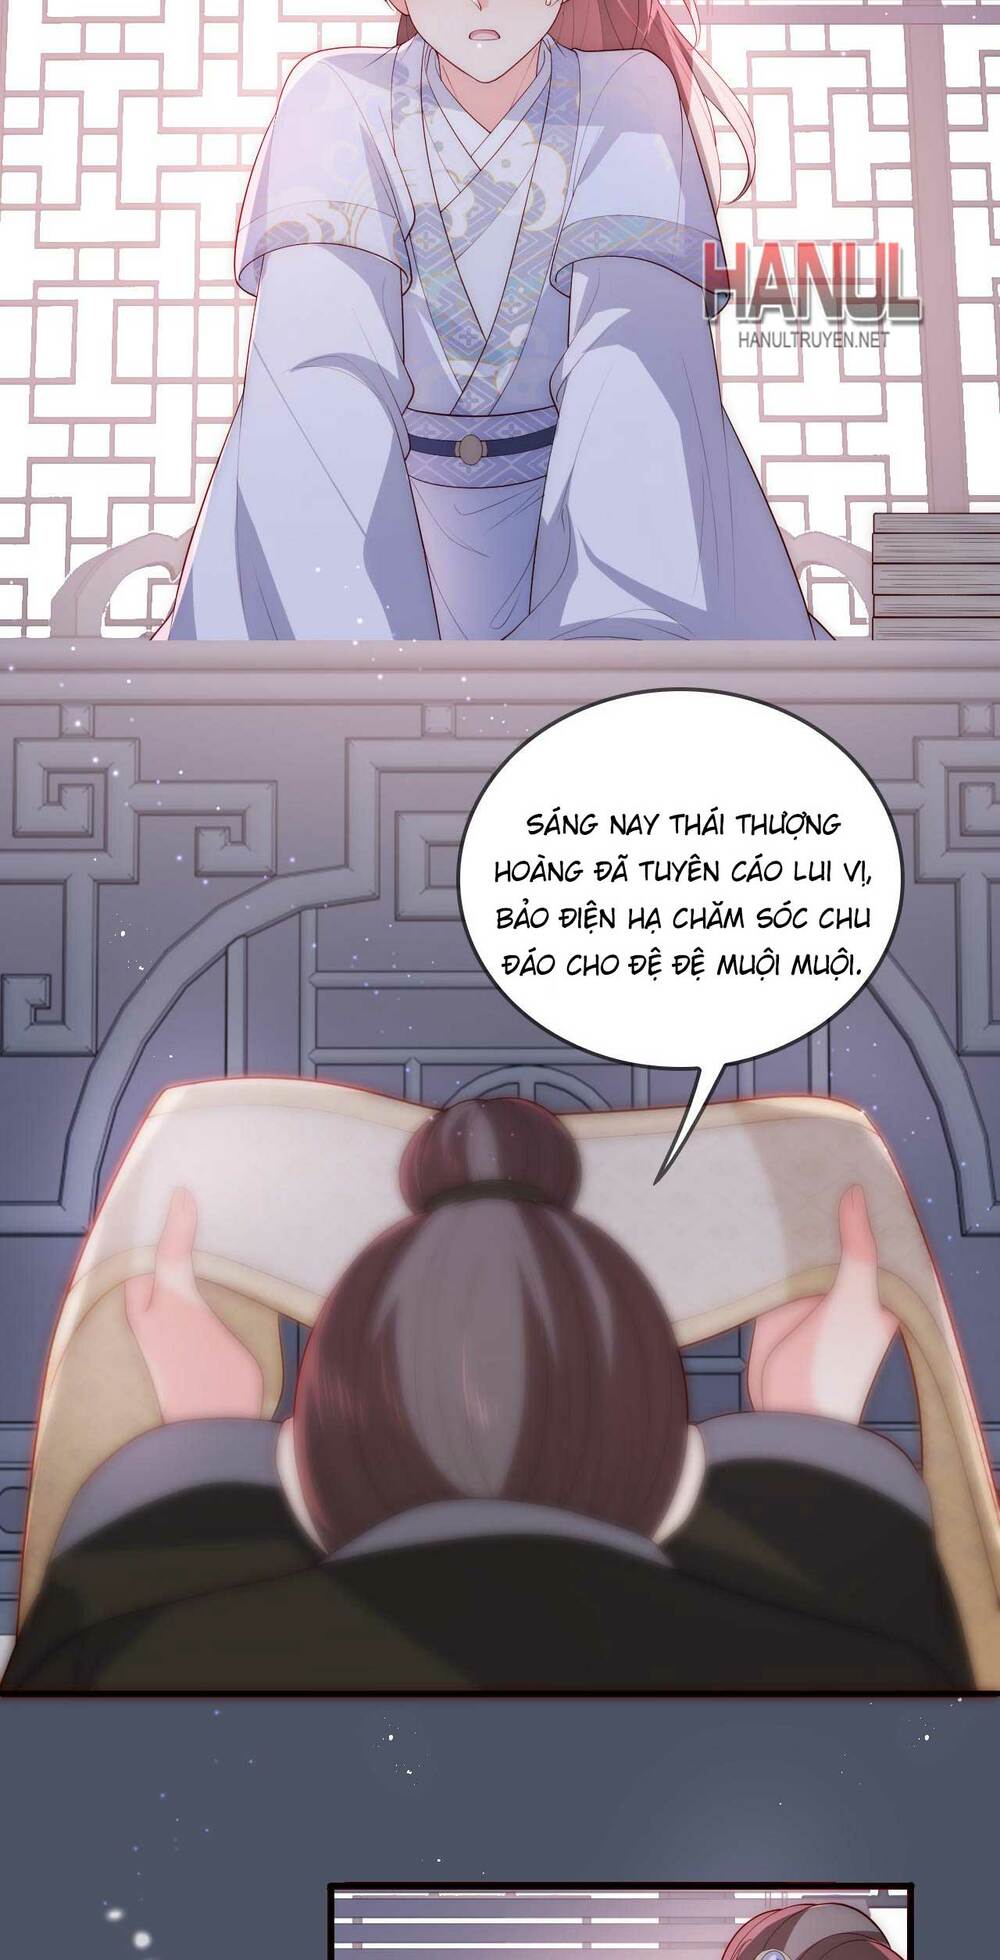 HANUL
HANULTRUYEN.NET
SÁNG NAY THÁI THƯỢNG
HOÀNG ĐÃ TUYÊN CÁO LUI VỊ,
BẢO ĐIỆN HẠ CHĂM SÓC CHU
ĐÁO CHO ĐỆ ĐỆ MUỘI MUỘI.